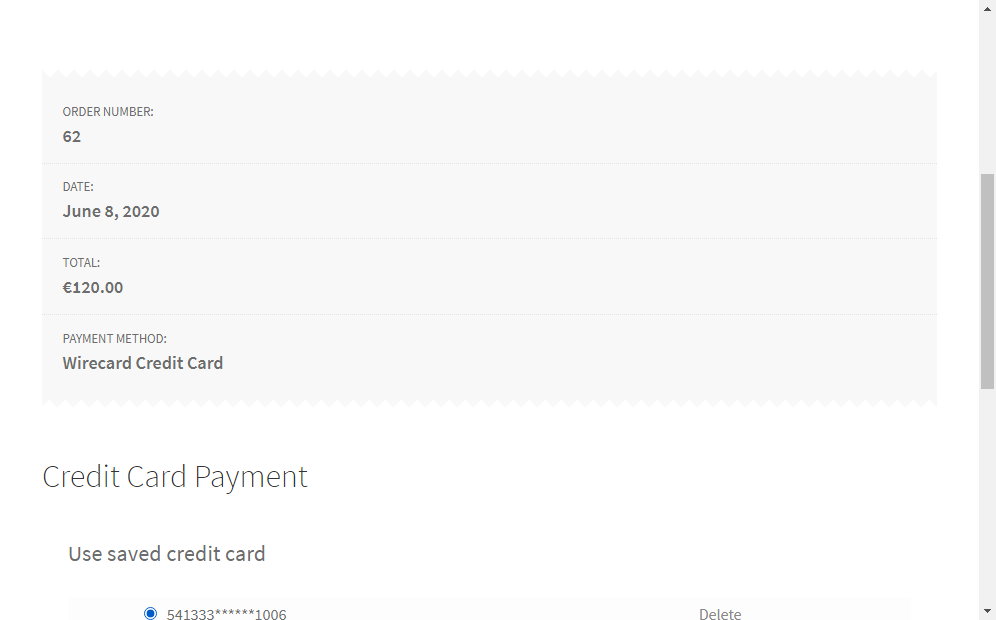 ORDER NUMBER:
62
DATE:
June 8, 2020
TOTAL:
€120.00
PAYMENT METHOD:
Wirecard Credit Card
Credit Card Payment
Use saved credit card
541333******1006 Delete